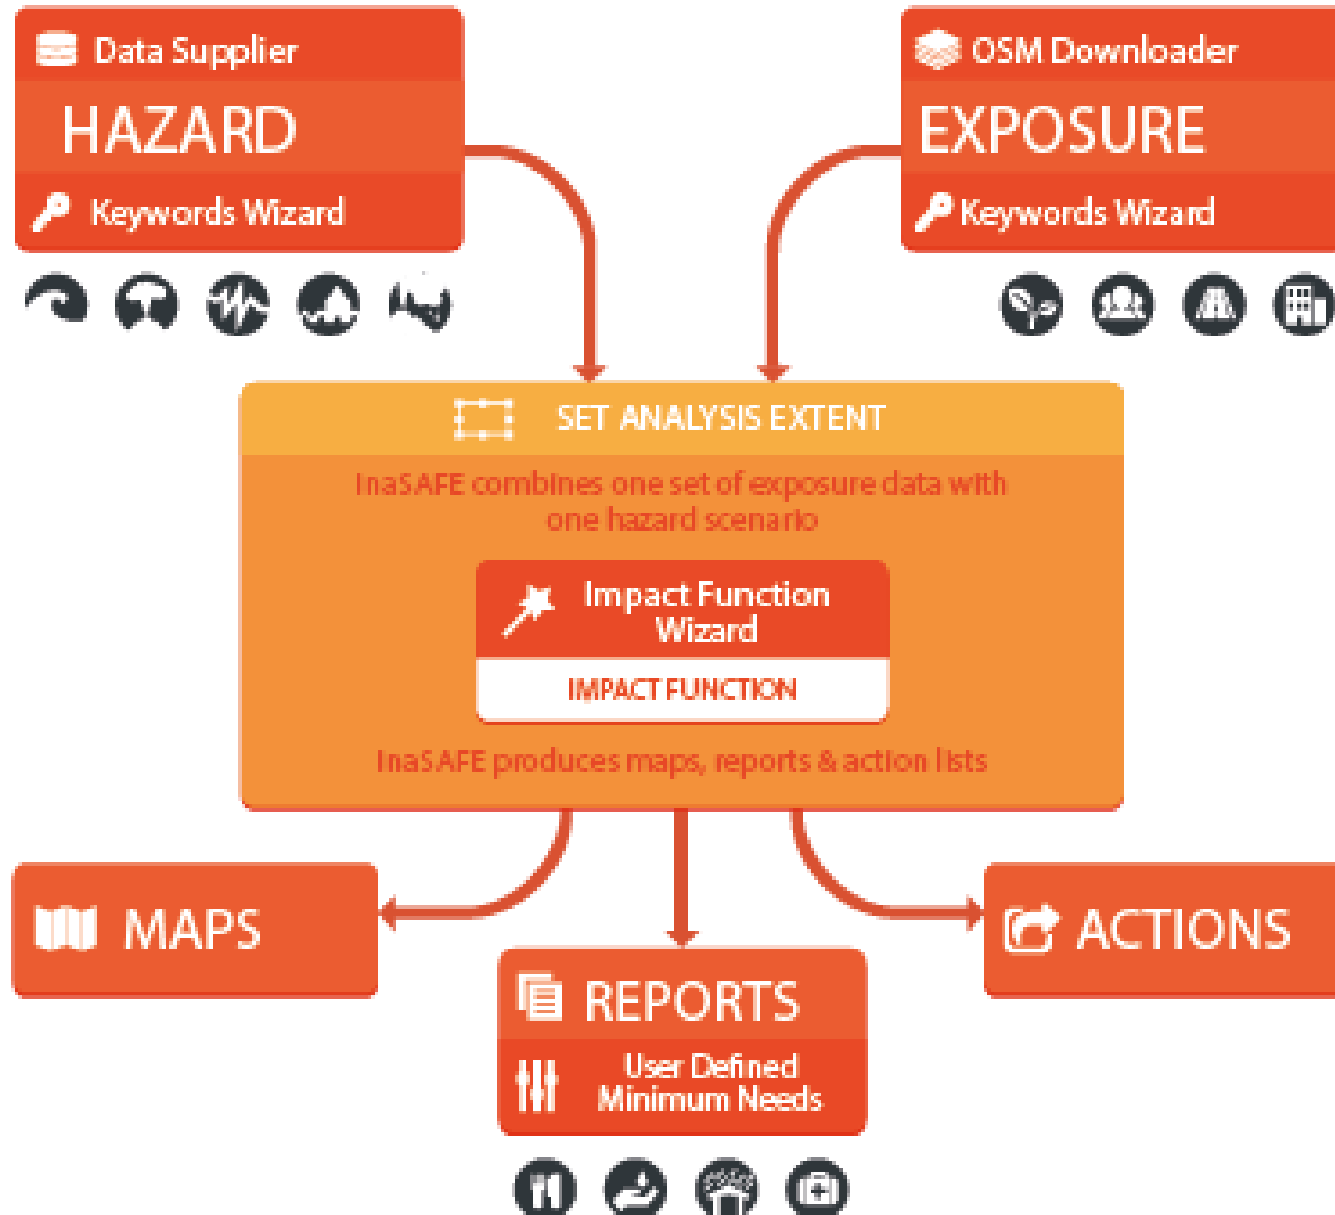 Data Supplier
HAZARD
Keywords Wizard
OSM Downloader
EXPOSURE
Keywords Wizard
SET ANALYSIS EXTENT
InaSAFE combines one set of exposure data with
one hazard scenario
Impact Function
Wizard
IMPACT FUNCTION
InaSAFE produces maps, reports & action lists
MAPS
ACTIONS
REPORTS
User Defined
Minimum Needs